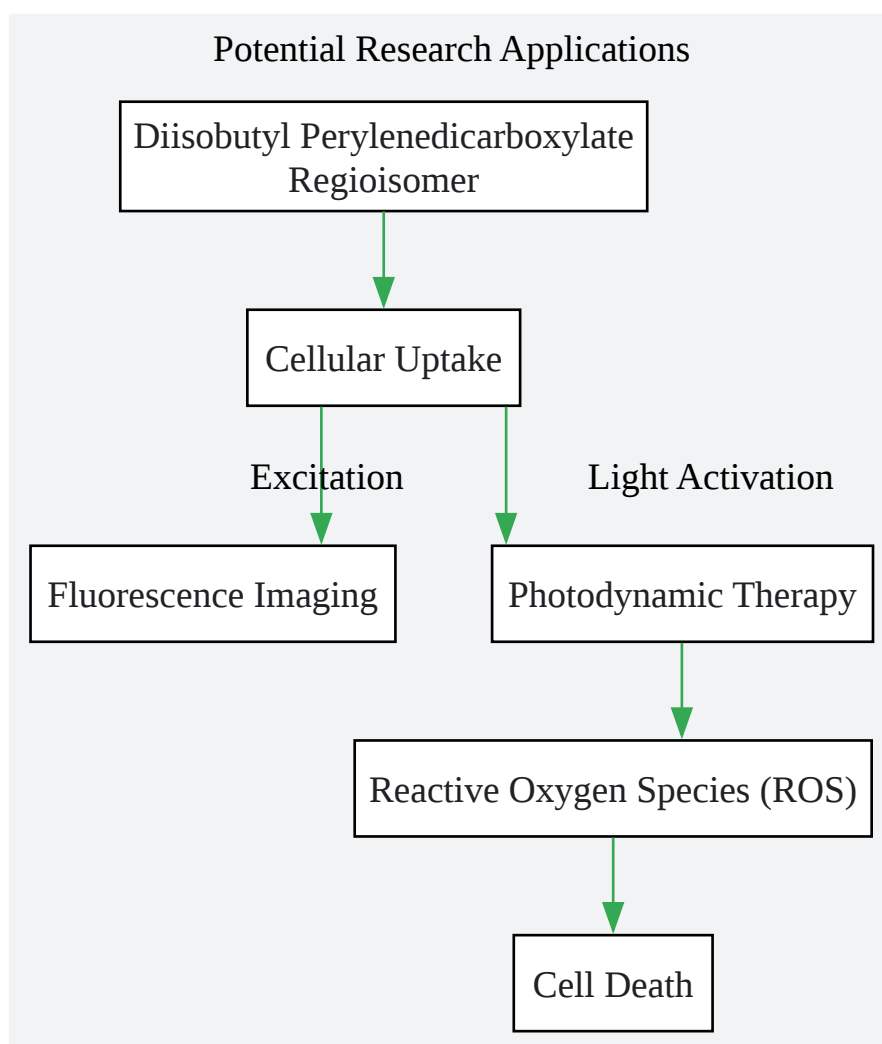 Potential Research Applications
Diisobutyl Perylenedicarboxylate
Regioisomer
Cellular Uptake
Excitation
Light Activation
Fluorescence Imaging
Photodynamic Therapy
Reactive Oxygen Species (ROS)
Cell Death